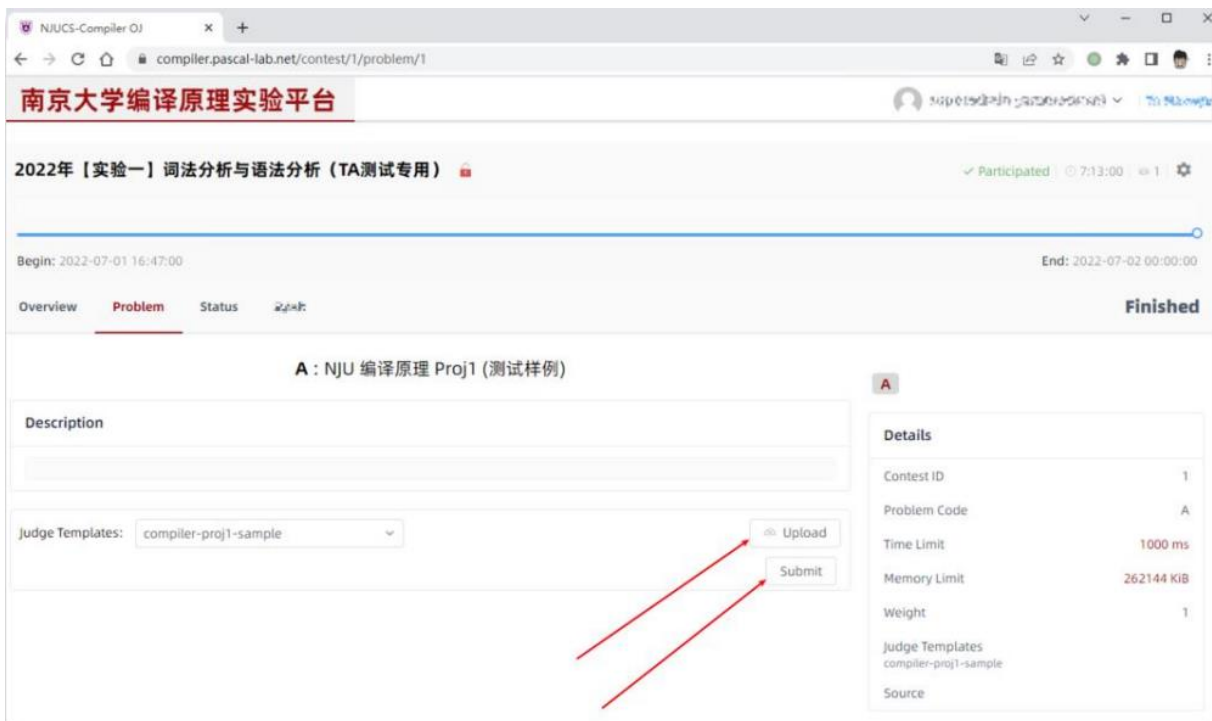 NJUCS-Compiler OJ
compiler.pascal-lab.net/contest/1/problem/1
南京大学编译原理实验平台
2022年【实验一】词法分析与语法分析（TA测试专用）
Participated 7:13:00 1
Begin: 2022-07-01 16:47:00
End: 2022-07-02 00:00:00
Overview Problem Status
Finished
A : NJU 编译原理 Proj1 (测试样例)
Description
Judge Templates: compiler-proj1-sample
Upload
Submit
A
Details
Contest ID 1
Problem Code A
Time Limit 1000 ms
Memory Limit 262144 KiB
Weight 1
Judge Templates
compiler-proj1-sample
Source